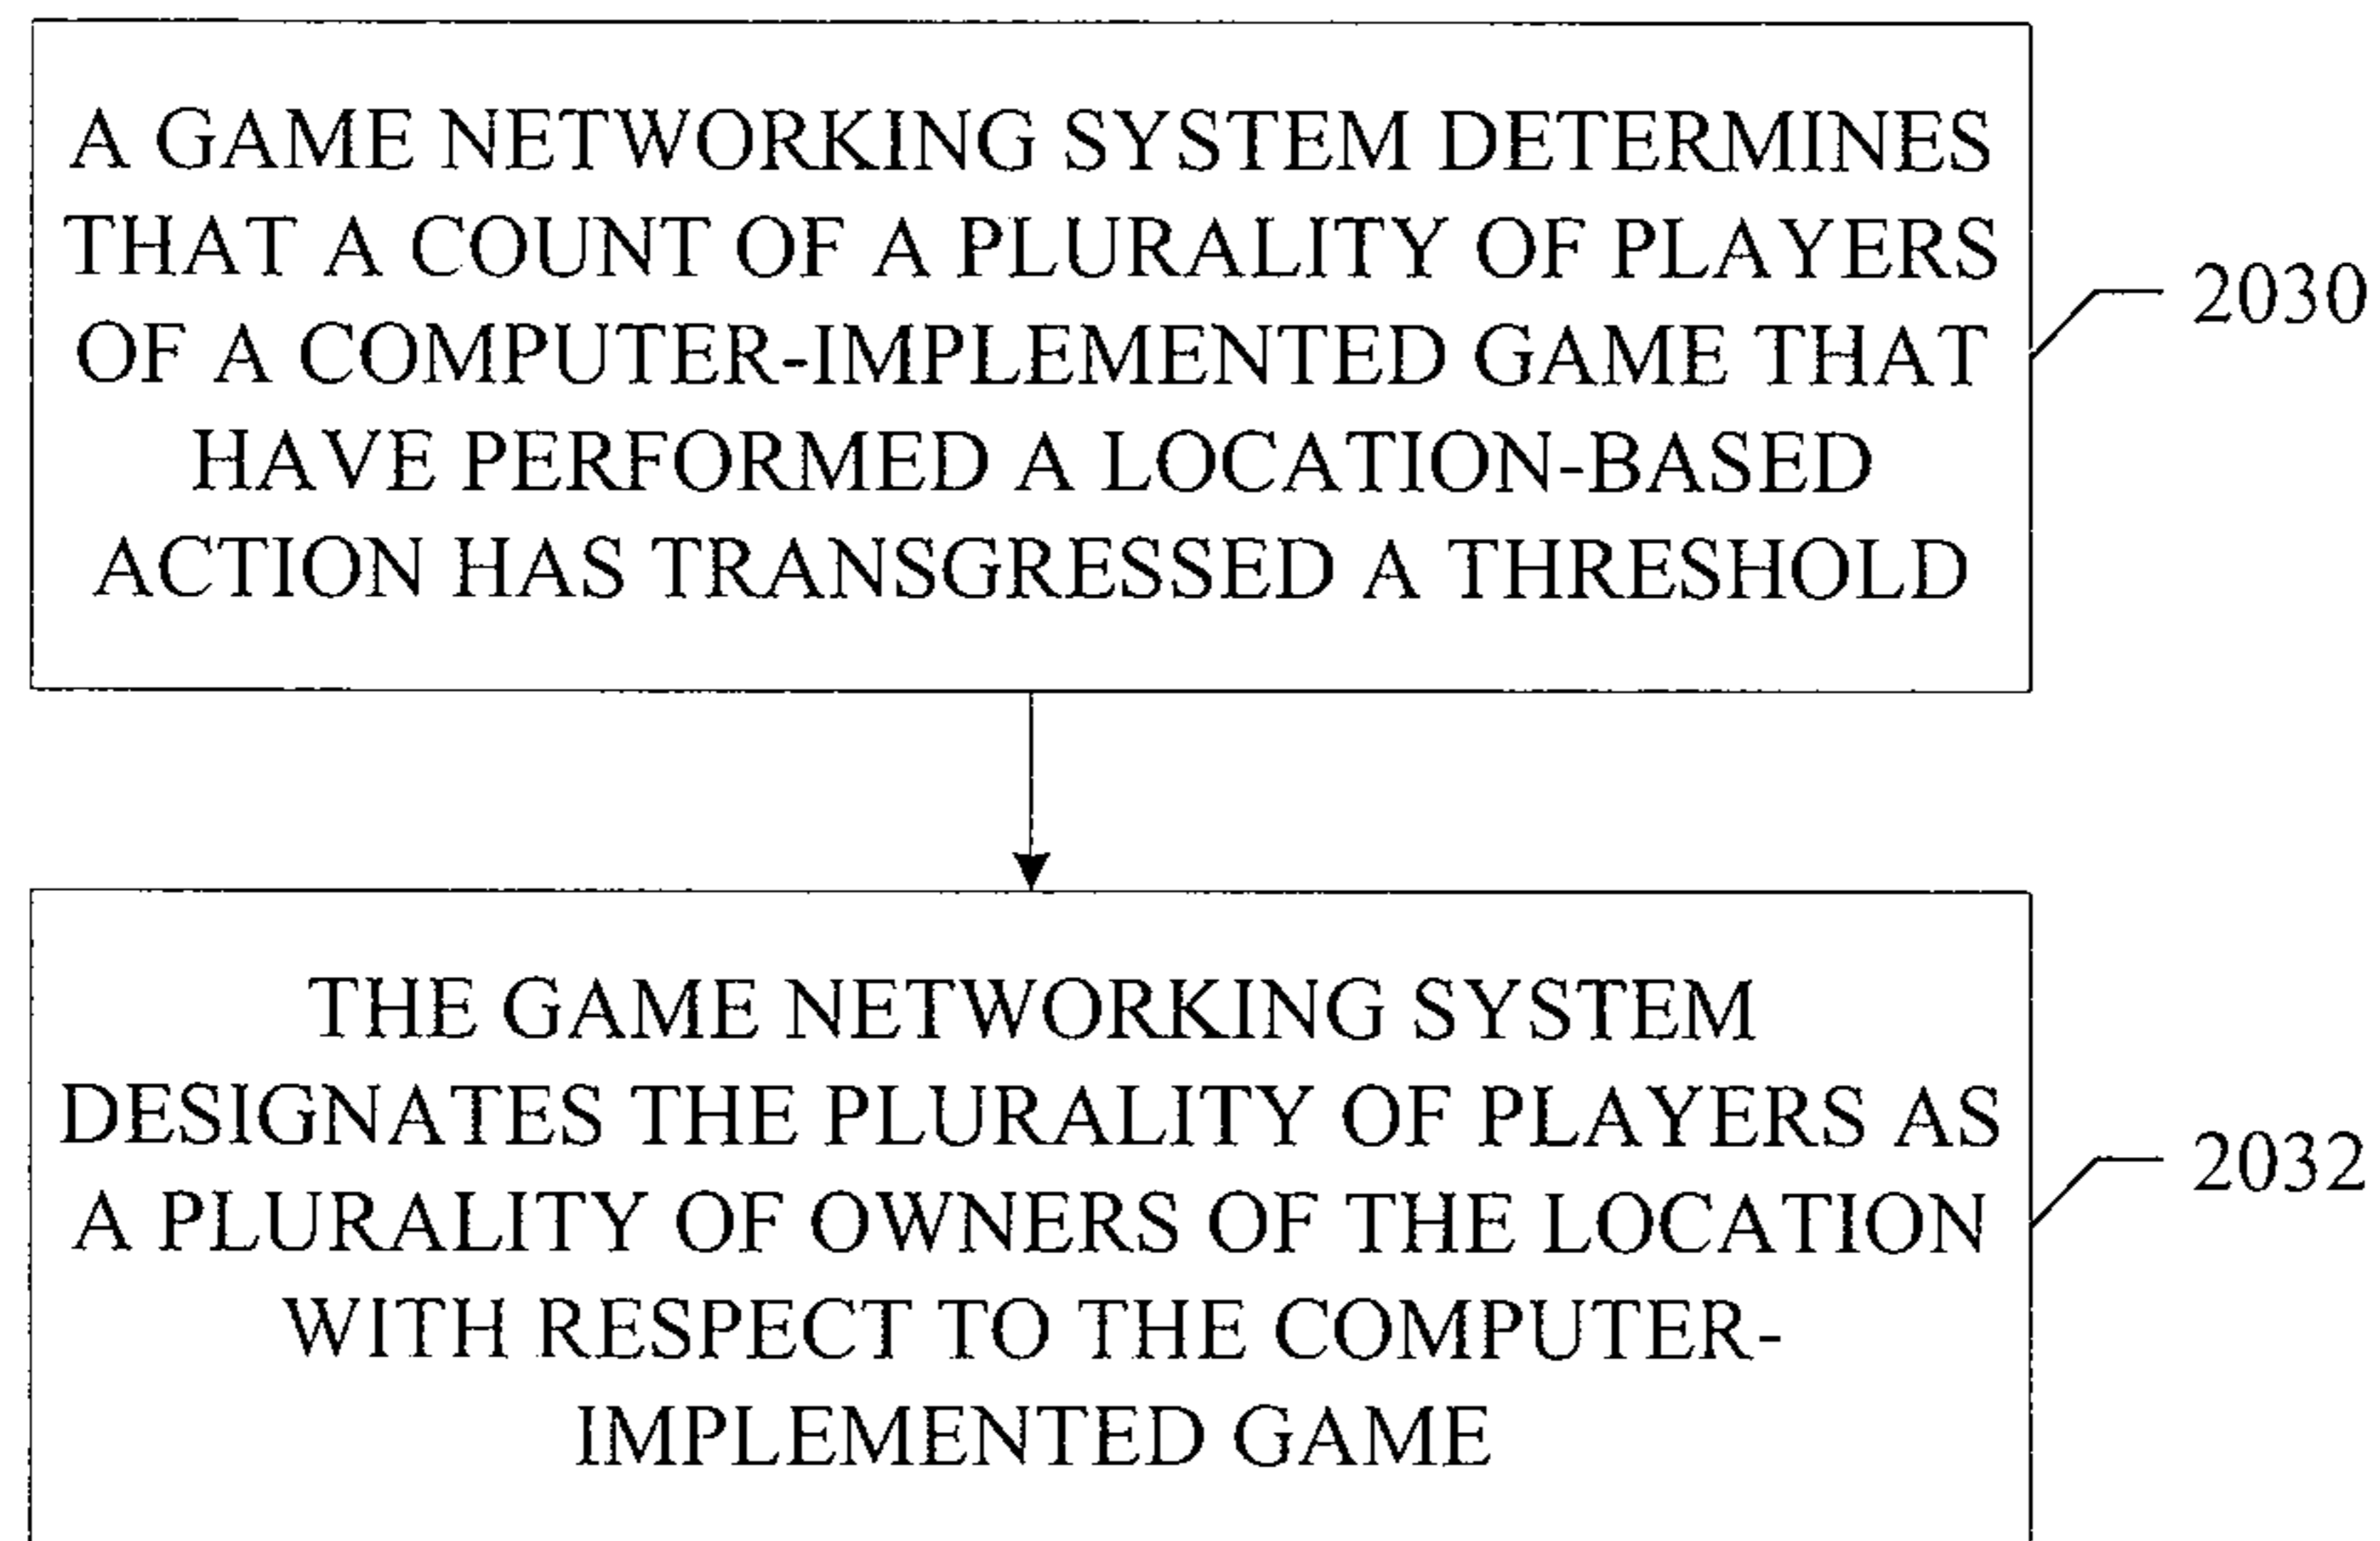 A GAME NETWORKING SYSTEM DETERMINES
THAT A COUNT OF A PLURALITY OF PLAYERS
OF A COMPUTER-IMPLEMENTED GAME THAT
HAVE PERFORMED A LOCATION-BASED
ACTION HAS TRANSGRESSED A THRESHOLD
2030
THE GAME NETWORKING SYSTEM
DESIGNATES THE PLURALITY OF PLAYERS AS
A PLURALITY OF OWNERS OF THE LOCATION
WITH RESPECT TO THE COMPUTER-
IMPLEMENTED GAME
2032